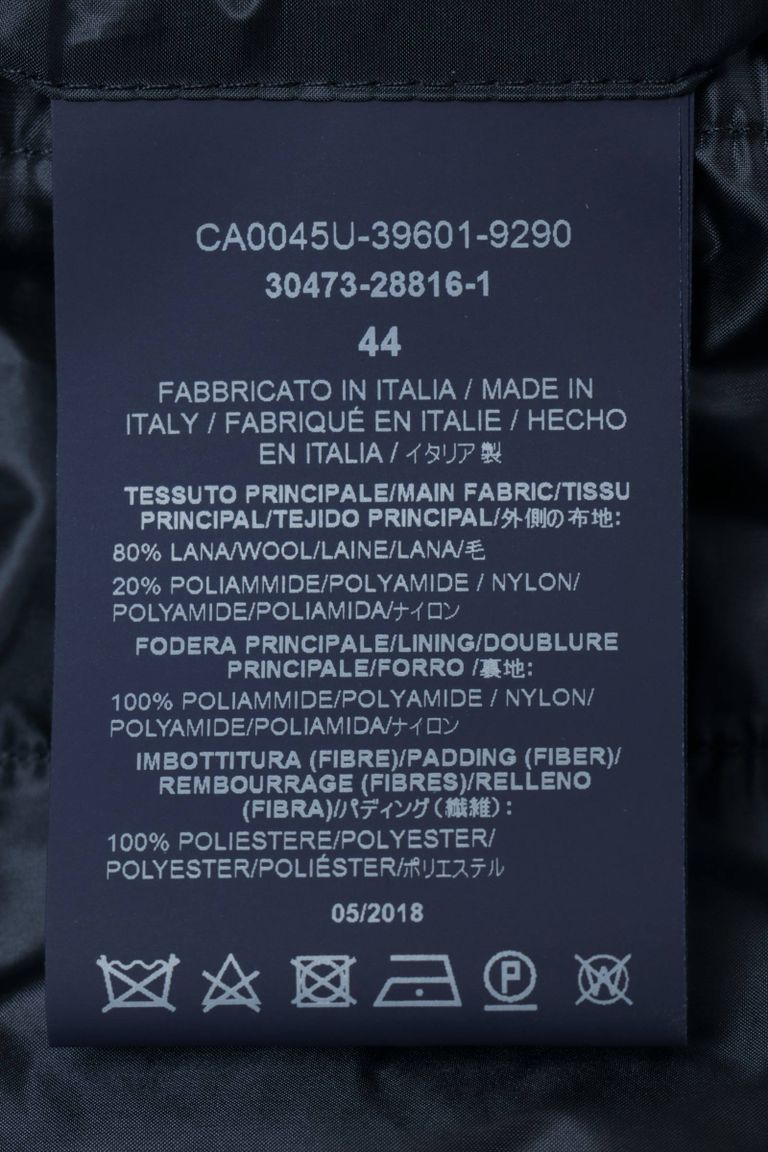 CA0045U-39601-9290
30473-28816-1
44
FABBRICATO IN ITALIA / MADE IN
ITALY / FABRIQUÉ EN ITALIE / HECHO
EN ITALIA / イタリア製
TESSUTO PRINCIPALE/MAIN FABRIC/TISSU
PRINCIPAL/TEJIDO PRINCIPAL/外側の布地:
80% LANA/WOOL/LAINE/LANA/毛
20% POLIAMMIDE/POLYAMIDE / NYLON/
POLYAMIDE/POLIAMIDA/ナイロン
FODERA PRINCIPALE/LINING/DOUBLURE
PRINCIPALE/FORRO /裏地:
100% POLIAMMIDE/POLYAMIDE / NYLON/
POLYAMIDE/POLIAMIDA/ナイロン
IMBOTTITURA (FIBRE)/PADDING (FIBER)/
REMBOURRAGE (FIBRES)/RELLENO
(FIBRA)/パディング(繊維):
100% POLIESTERE/POLYESTER/
POLYESTER/POLIÉSTER/ポリエステル
05/2018
P W